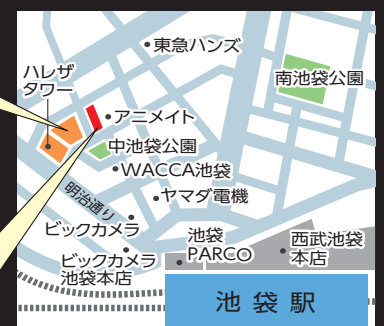 東急ハンズ
ハレザ
タワー
南池袋公園
アニメイト
中池袋公園
WACCA池袋
明治通り
ヤマダ電機
ビックカメラ
池袋
PARCO
西武池袋
本店
ビックカメラ
池袋本店
池袋駅